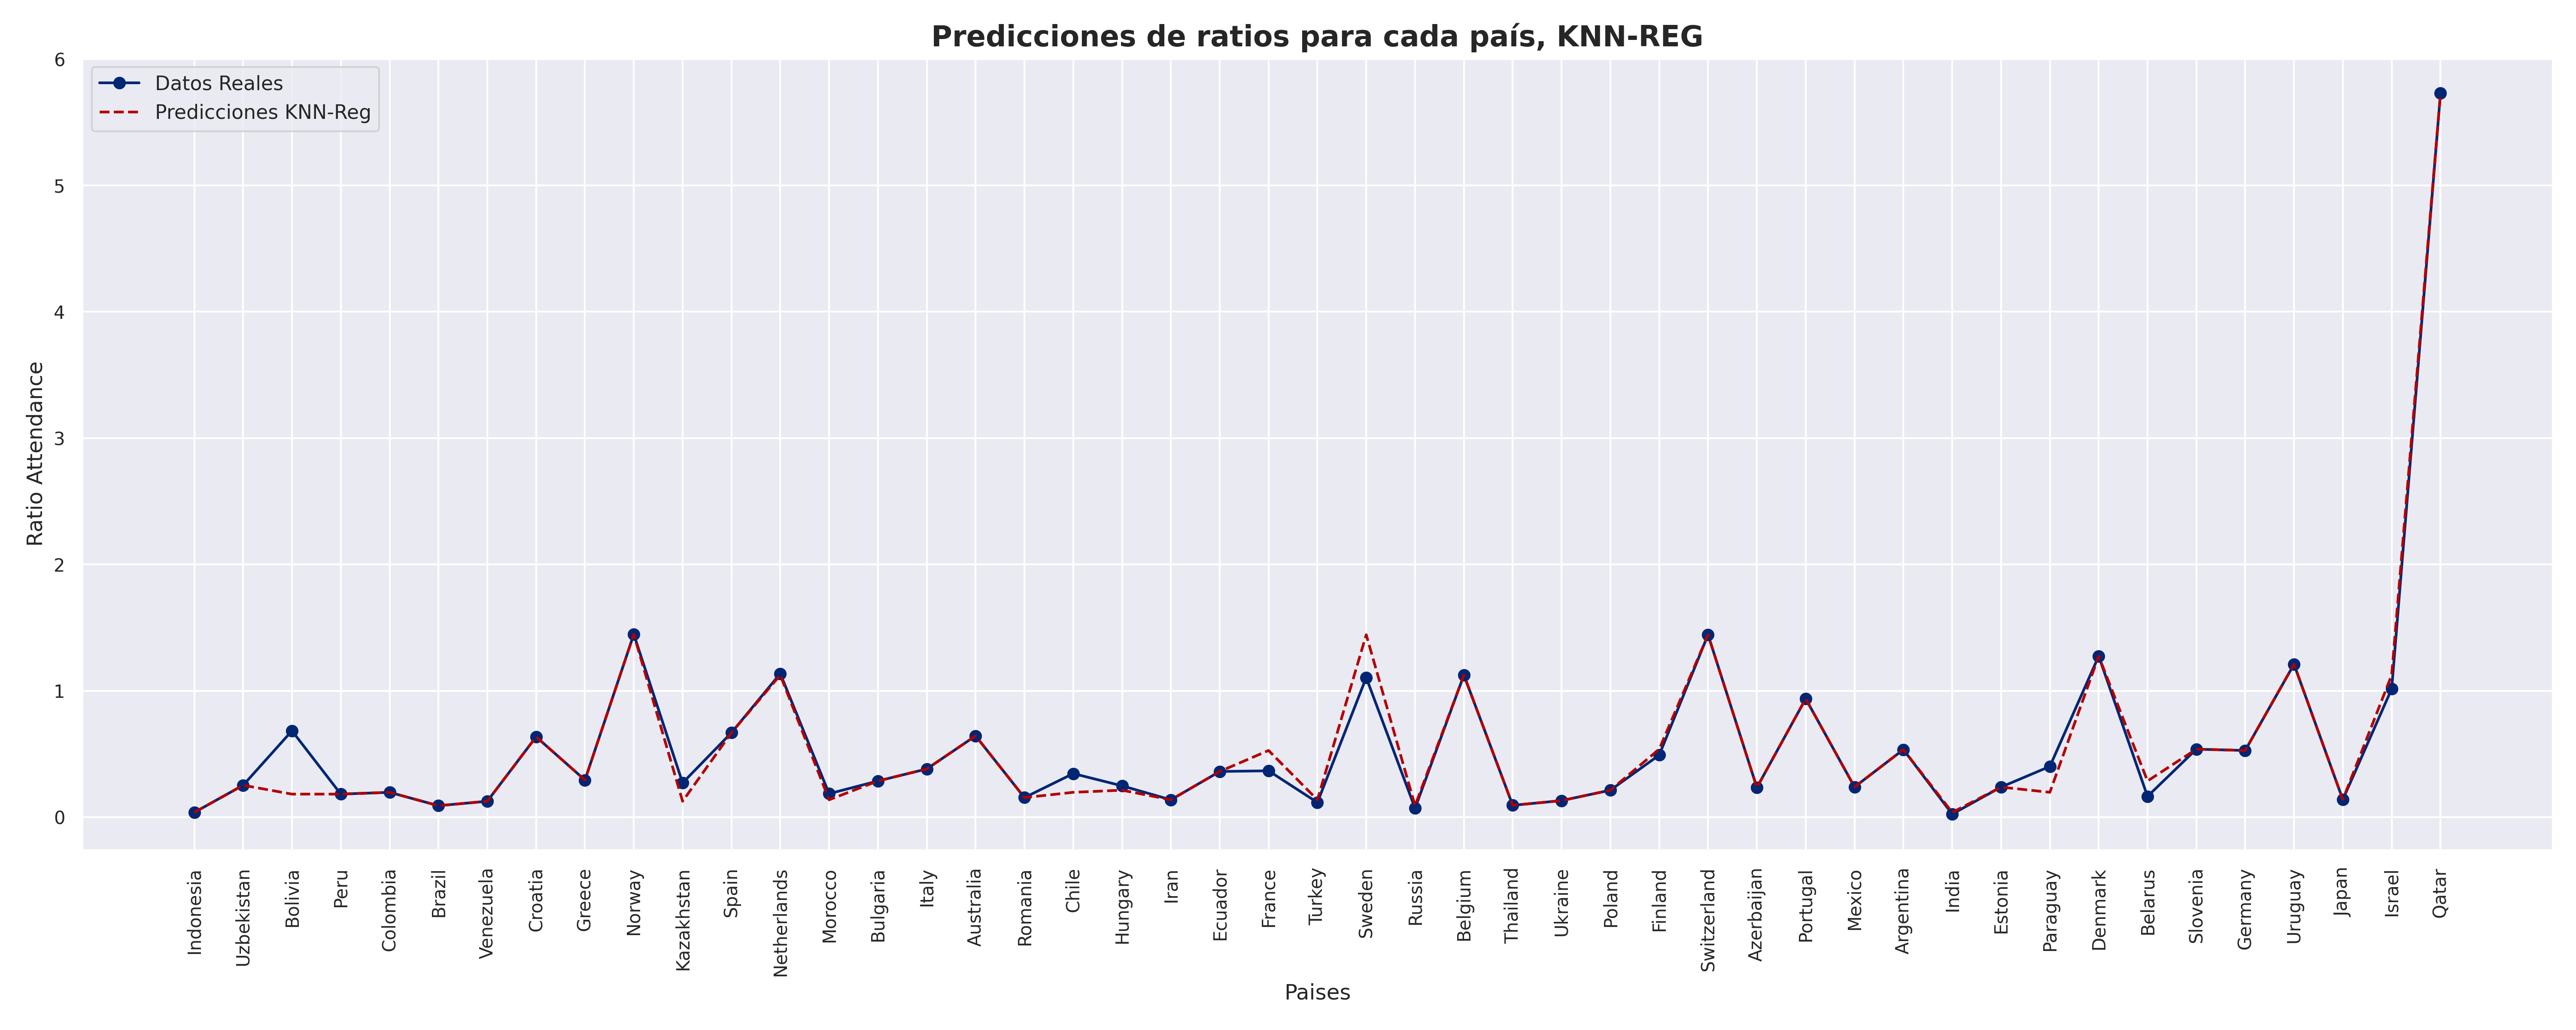 Predicciones de ratios para cada país, KNN-REG
Datos Reales
Predicciones KNN-Reg
6
5
4
3
2
1
0
Ratio Attendance
Indonesia
Uzbekistan
Bolivia
Peru
Colombia
Brazil
Venezuela
Croatia
Greece
Norway
Kazakhstan
Spain
Netherlands
Morocco
Bulgaria
Italy
Australia
Romania
Chile
Hungary
Iran
Ecuador
France
Turkey
Sweden
Russia
Belgium
Thailand
Ukraine
Poland
Finland
Switzerland
Azerbaijan
Portugal
Mexico
Argentina
India
Estonia
Paraguay
Denmark
Belarus
Slovenia
Germany
Uruguay
Japan
Israel
Qatar
Paises